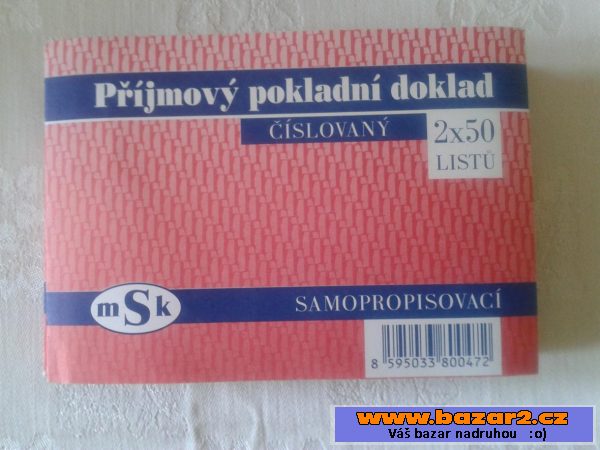 Příjmový pokladní doklad
ČÍSLOVANÝ
2x50
LISTŮ
mSk
SAMOPROPISOVACÍ
8 595033 800472
www.bazar2.cz
Váš bazar nadruhou :o)